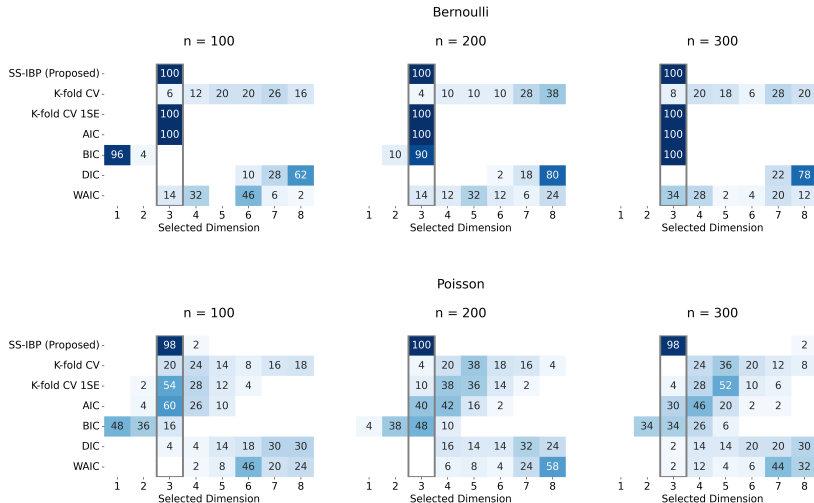 Bernoulli
n = 100 n = 200 n = 300
SS-IBP (Proposed) 100 100 100
K-fold CV 6 12 20 20 26 16 4 10 10 10 28 38 8 20 18 6 28 20
K-fold CV 1SE 100 100 100
AIC 100 100 100
BIC 96 4 10 90 100
DIC 10 28 62 2 18 80 22 78
WAIC 14 32 46 6 2 14 12 32 12 6 24 34 28 2 4 20 12
1 2 3 4 5 6 7 8 1 2 3 4 5 6 7 8 1 2 3 4 5 6 7 8
Selected Dimension Selected Dimension Selected Dimension
Poisson
n = 100 n = 200 n = 300
SS-IBP (Proposed) 98 2 100 98 2
K-fold CV 20 24 14 8 16 18 4 20 38 18 16 4 24 36 20 12 8
K-fold CV 1SE 2 54 28 12 4 10 38 36 14 2 4 28 52 10 6
AIC 4 60 26 10 40 42 16 2 30 46 20 2 2
BIC 48 36 16 4 38 48 10 34 34 26 6
DIC 4 4 14 18 30 30 16 14 14 32 24 2 14 14 20 20 30
WAIC 2 8 46 20 24 6 8 4 24 58 2 12 4 6 44 32
1 2 3 4 5 6 7 8 1 2 3 4 5 6 7 8 1 2 3 4 5 6 7 8
Selected Dimension Selected Dimension Selected Dimension